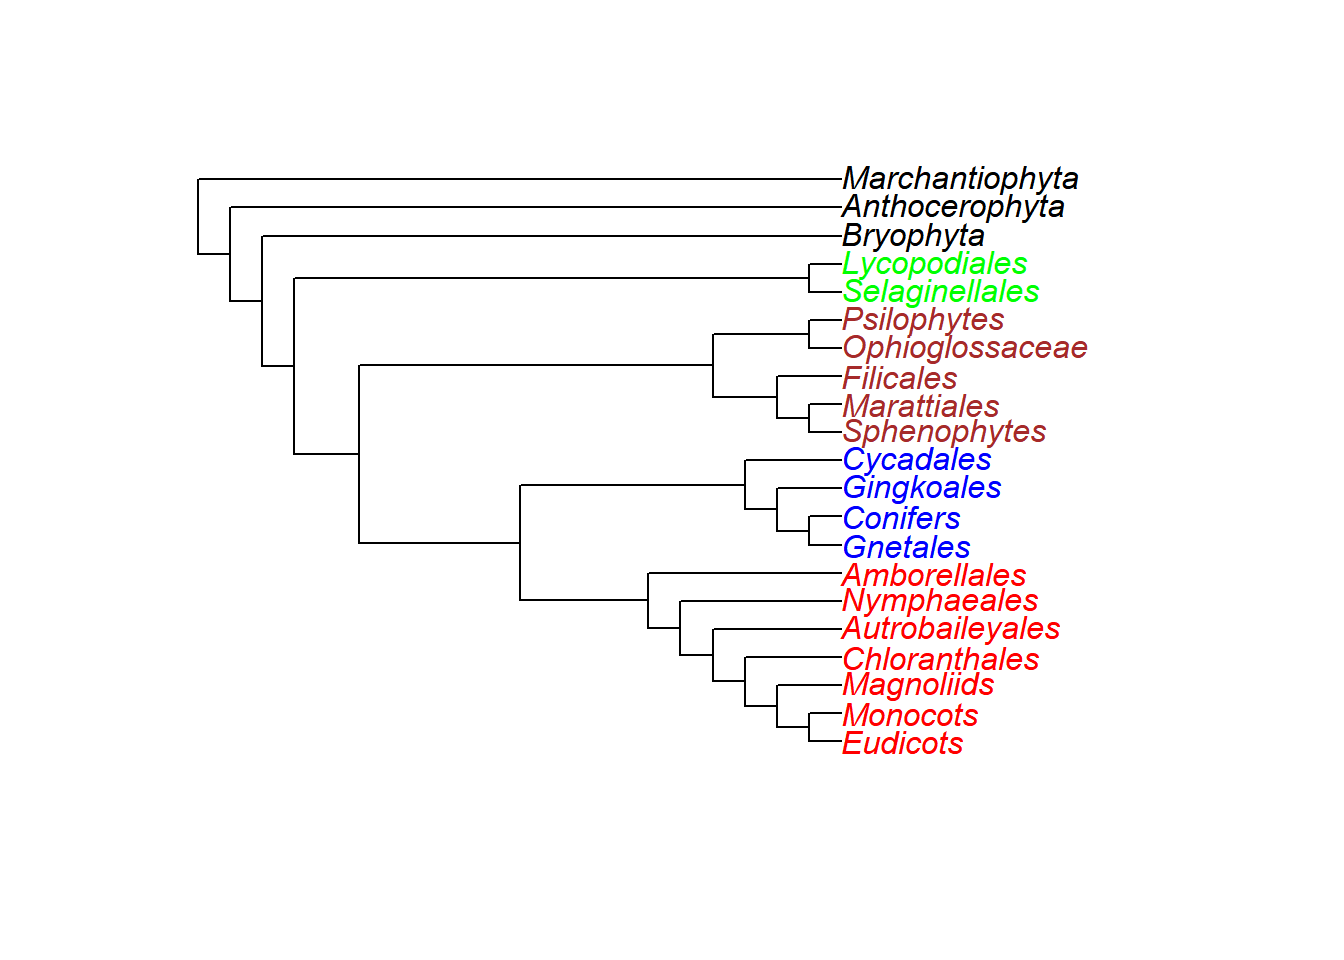 Marchantiophyta
Anthocerophyta
Bryophyta
Lycopodiales
Selaginellales
Psilophytes
Ophioglossaceae
Filicales
Marattiales
Sphenophytes
Cycadales
Gingkoales
Conifers
Gnetales
Amborellales
Nymphaeales
Autrobaileyales
Chloranthales
Magnoliids
Monocots
Eudicots